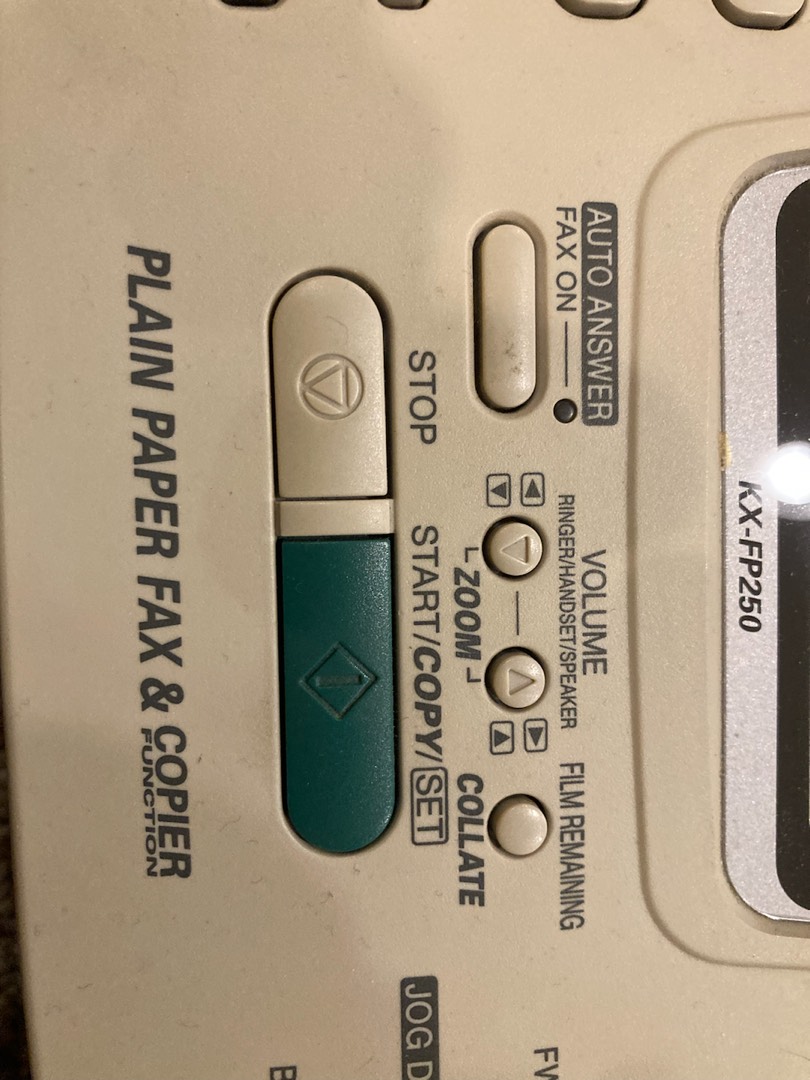 KX-FP250
AUTO ANSWER
FAX ON
VOLUME
RINGER/HANDSET/SPEAKER
FILM REMAINING
ZOOM
COLLATE
STOP
START/COPY/SET
PLAIN PAPER FAX & COPIER
FUNCTION
JOG D